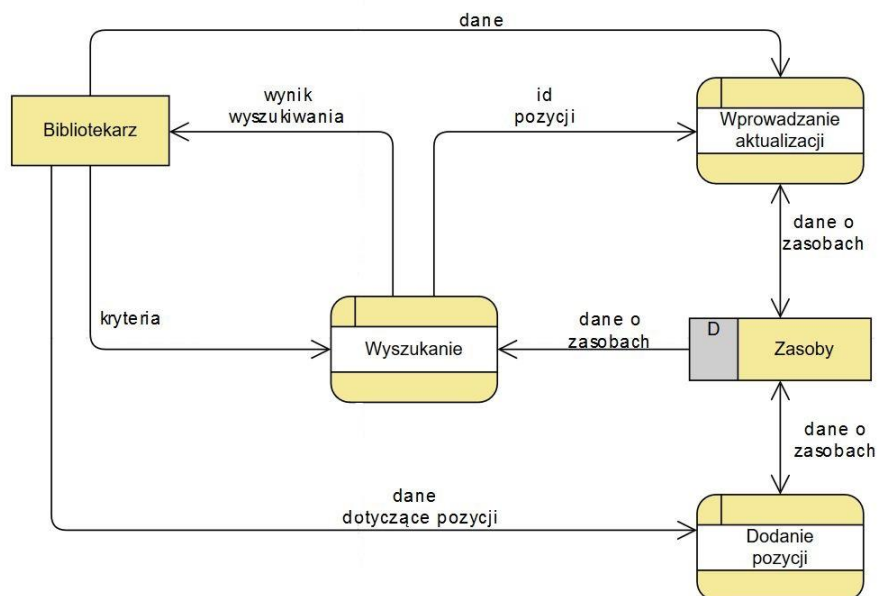 dane
wynik
wyszukiwania
id
pozycji
Wprowadzanie
aktualizacji
Bibliotekarz
dane o
zasobach
kryteria
Wyszukanie
dane o
zasobach
D
Zasoby
dane o
zasobach
dane
dotyczące pozycji
Dodanie
pozycji